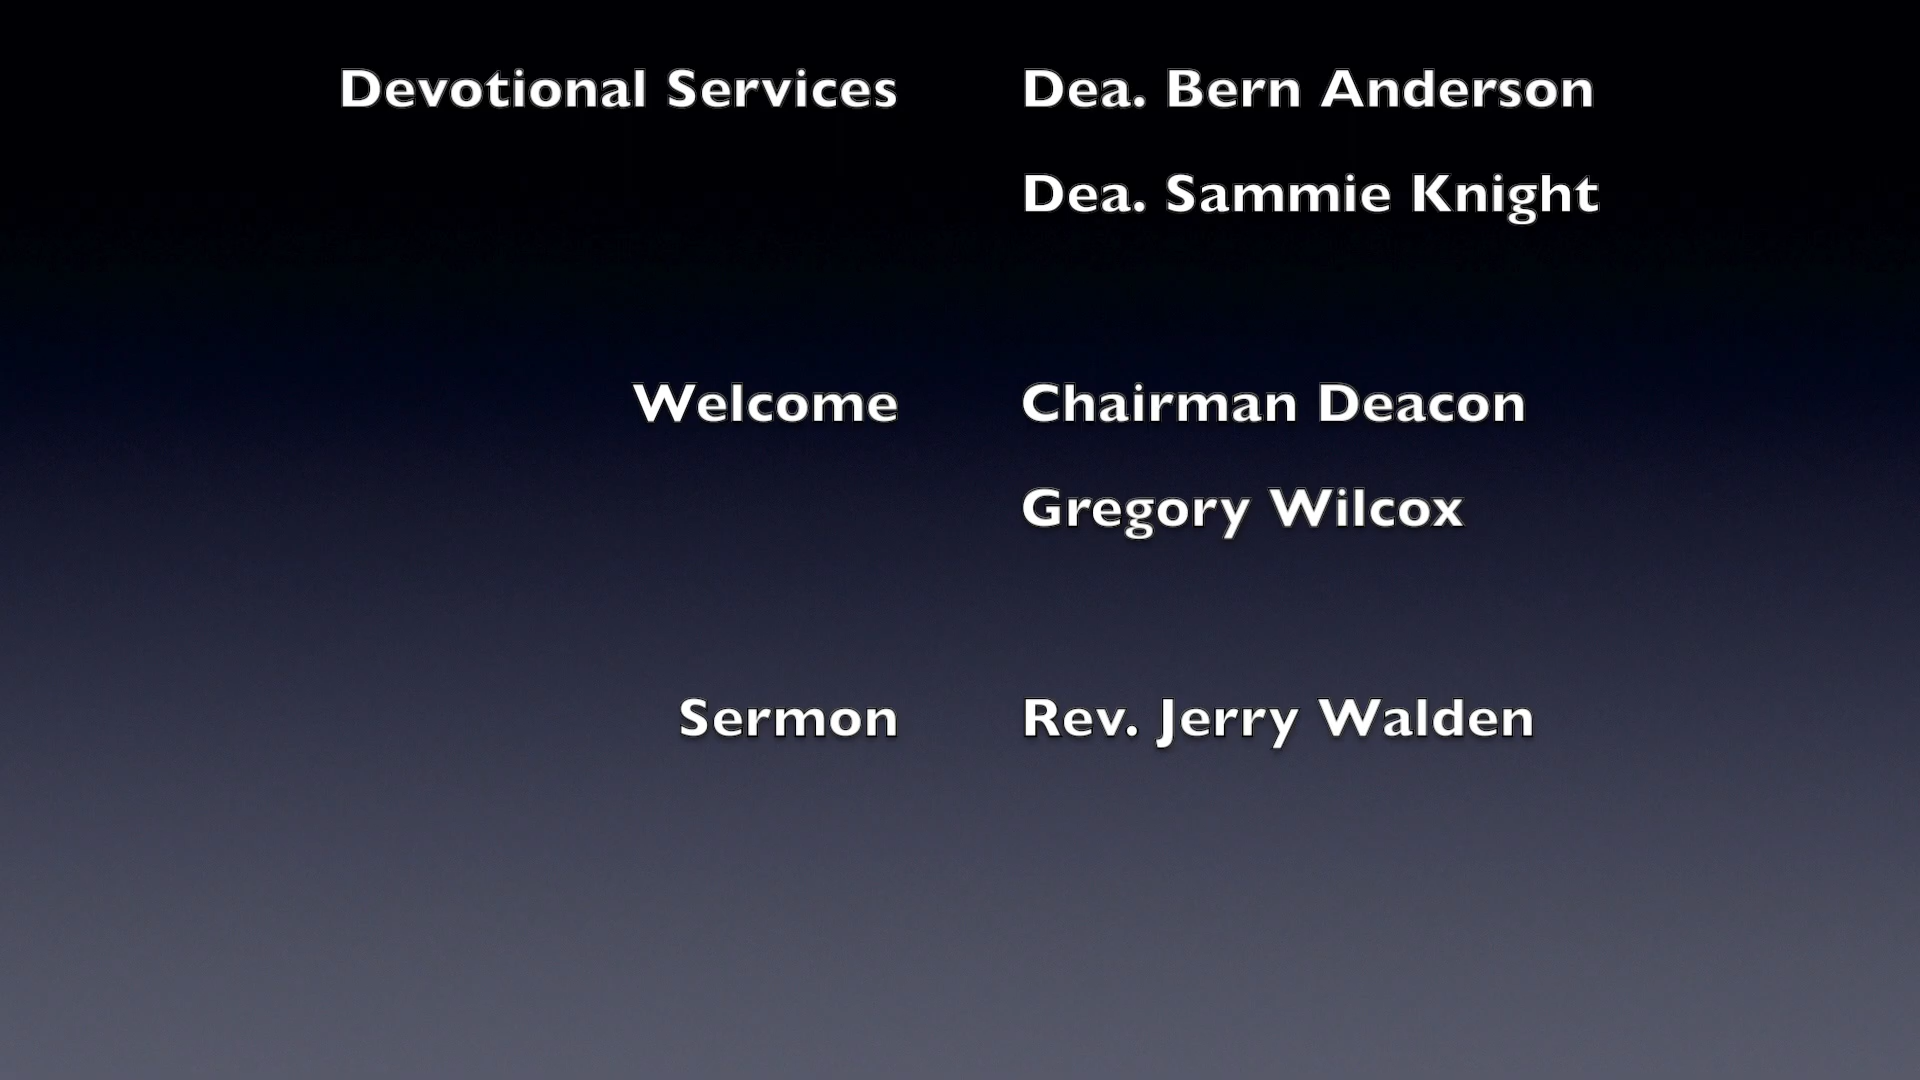 Devotional Services Dea. Bern Anderson
Dea. Sammie Knight
Welcome Chairman Deacon
Gregory Wilcox
Sermon Rev. Jerry Walden